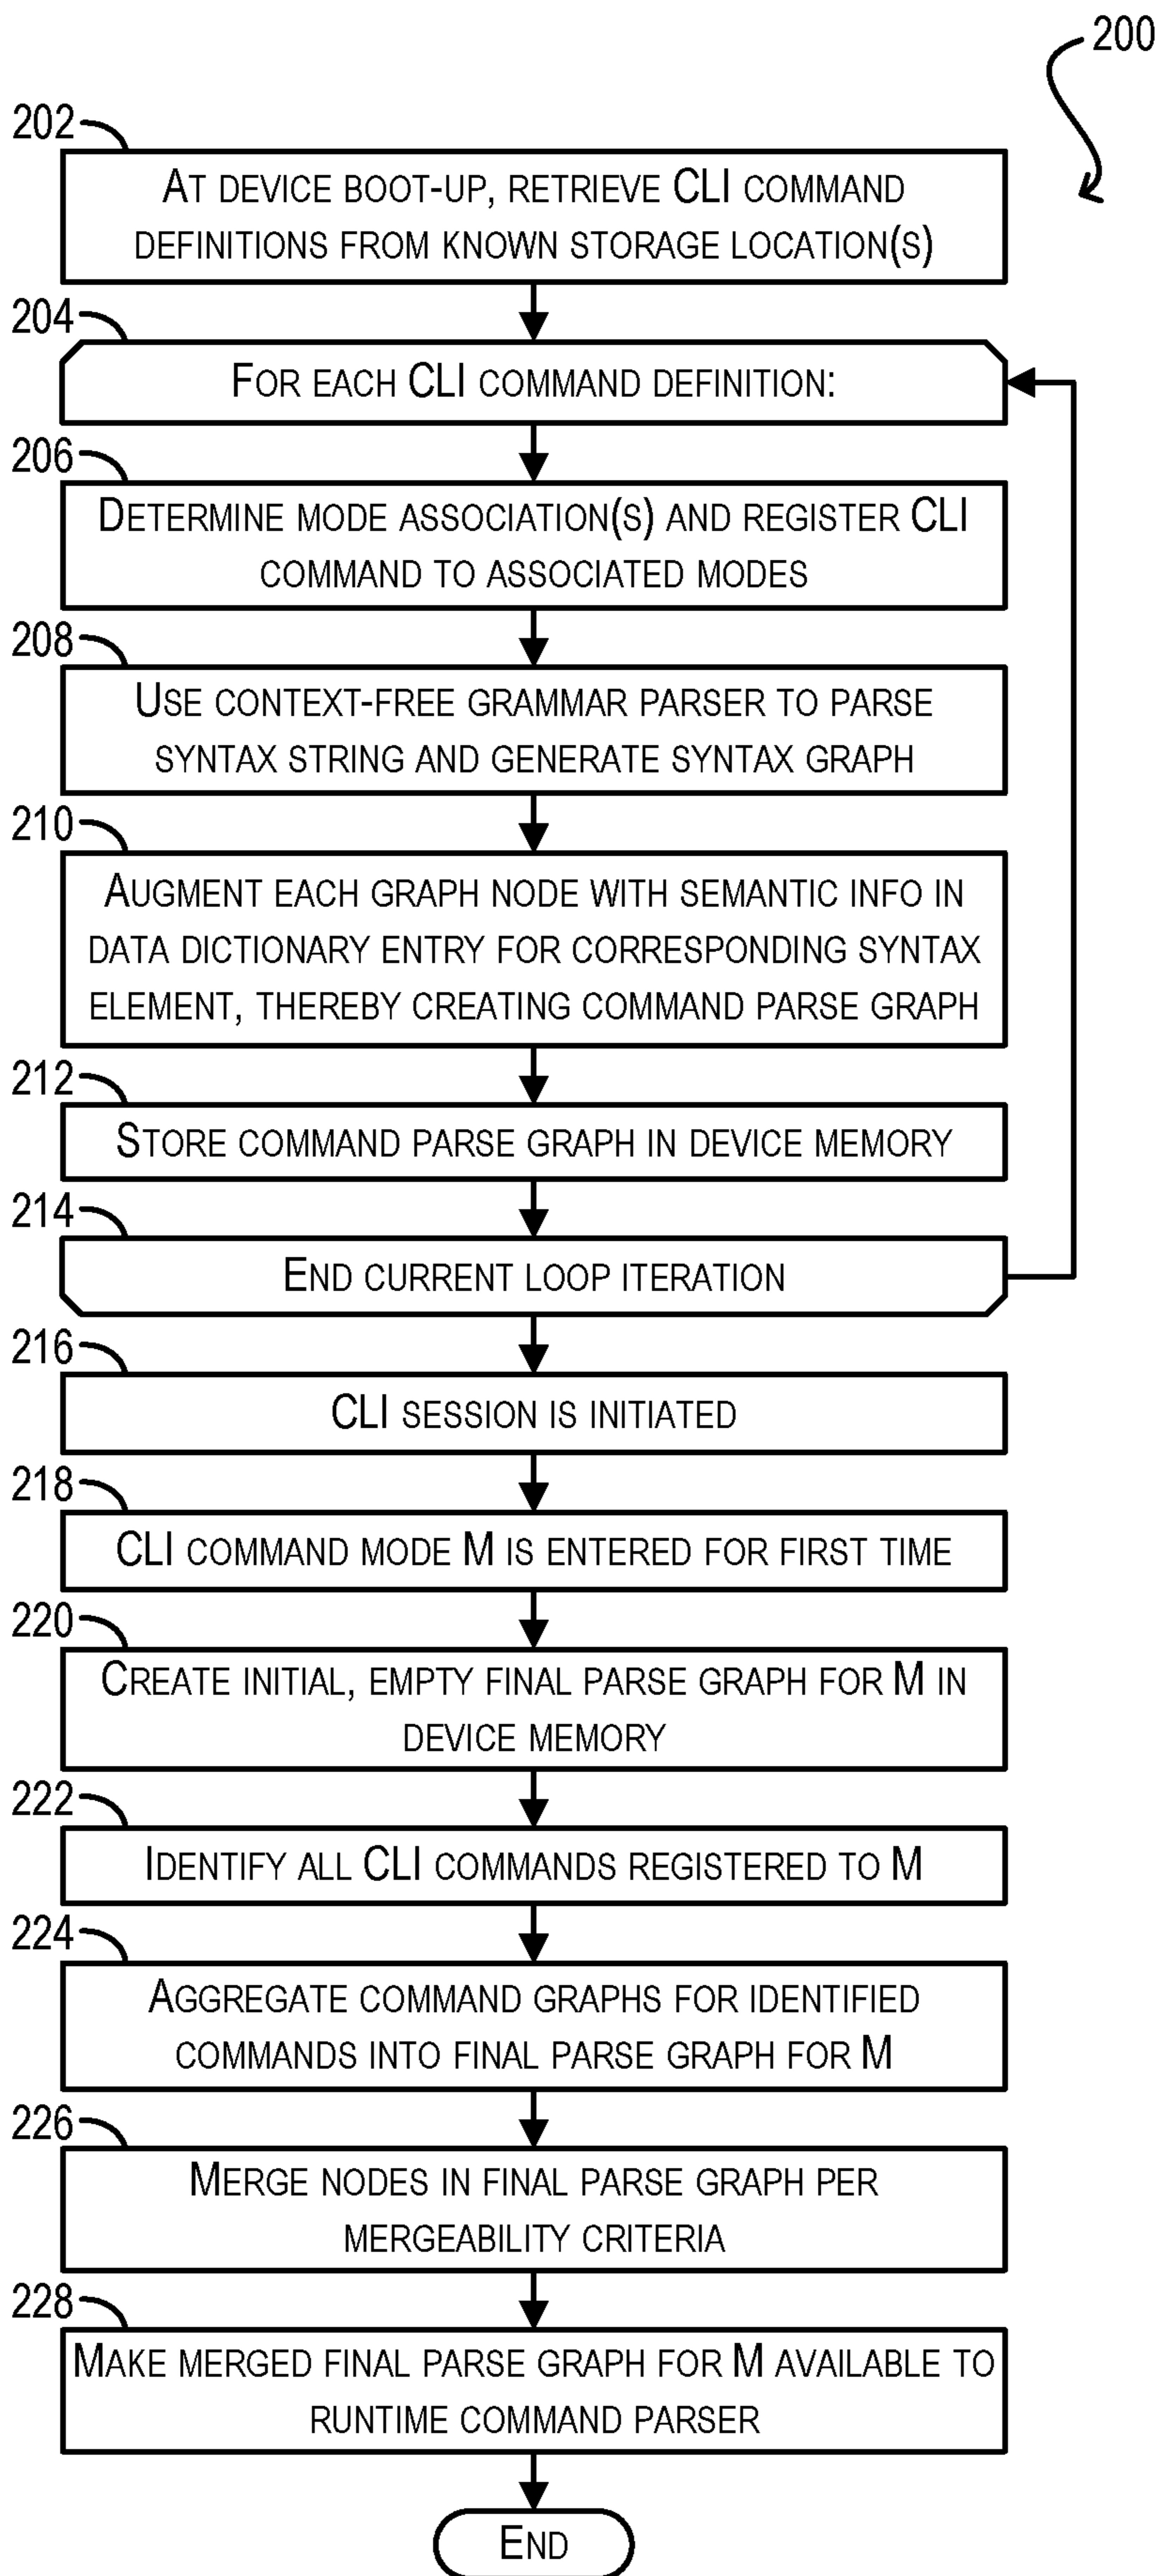 200
202
At device boot-up, retrieve CLI command
definitions from known storage location(s)
204
For each CLI command definition:
206
Determine mode association(s) and register CLI
command to associated modes
208
Use context-free grammar parser to parse
syntax string and generate syntax graph
210
Augment each graph node with semantic info in
data dictionary entry for corresponding syntax
element, thereby creating command parse graph
212
Store command parse graph in device memory
214
End current loop iteration
216
CLI session is initiated
218
CLI command mode M is entered for first time
220
Create initial, empty final parse graph for M in
device memory
222
Identify all CLI commands registered to M
224
Aggregate command graphs for identified
commands into final parse graph for M
226
Merge nodes in final parse graph per
mergeability criteria
228
Make merged final parse graph for M available to
runtime command parser
End